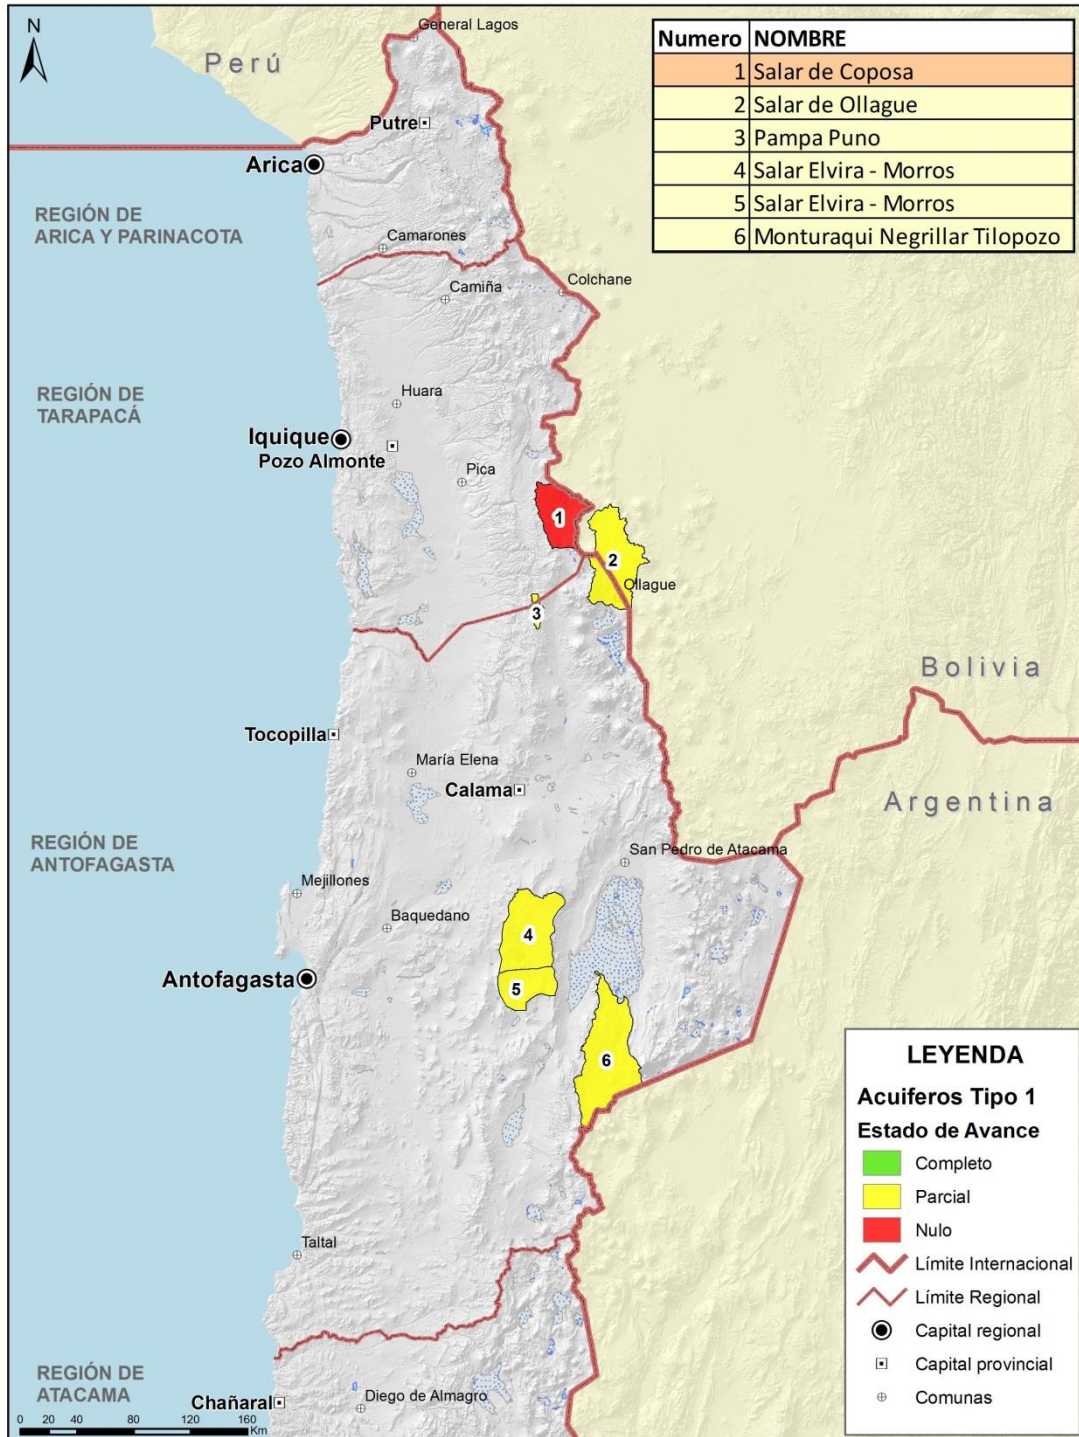 N
General Lagos
Perú
Putre
Arica
REGIÓN DE
ARICA Y PARINACOTA
Camarones
Colchane
Camiña
REGIÓN DE
TARAPACÁ
Huara
Iquique
Pozo Almonte
Pica
1
2
Ollague
3
Bolivia
Tocopilla
María Elena
Calama
Argentina
REGIÓN DE
ANTOFAGASTA
San Pedro de Atacama
Mejillones
Baquedano
4
Antofagasta
5
6
Taltal
REGIÓN DE
ATACAMA
Chañaral
Diego de Almagro
0 20 40 80 120 160
Km
Numero NOMBRE
1 Salar de Coposa
2 Salar de Ollague
3 Pampa Puno
4 Salar Elvira - Morros
5 Salar Elvira - Morros
6 Monturaqui Negrillar Tilopozo
LEYENDA
Acuiferos Tipo 1
Estado de Avance
Completo
Parcial
Nulo
Límite Internacional
Límite Regional
Capital regional
Capital provincial
Comunas